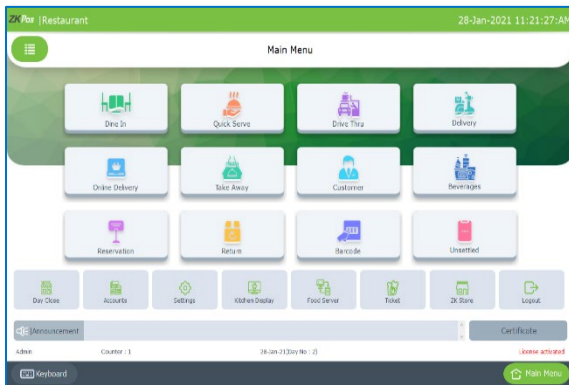 ZKPos |Restaurant 28-Jan-2021 11:21:27:AM
Main Menu
Dine In Quick Serve Drive Thru Delivery
Online Delivery Take Away Customer Beverages
Reservation Return Barcode Unsettled
Day Close Accounts Settings Kitchen Display Food Server Ticket ZK Store Logout
|Announcement Certificate
Admin Counter : 1 28-Jan-21(Day No : 2) License activated
Keyboard Main Menu